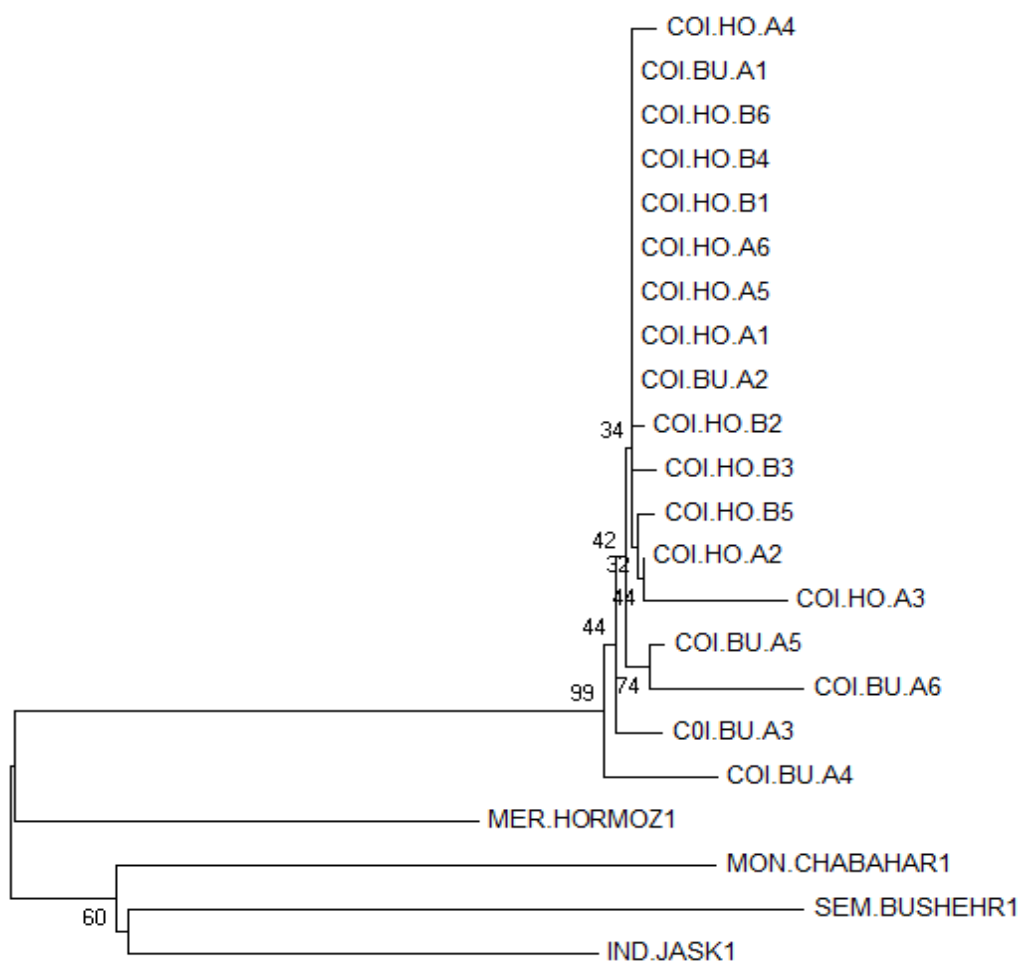 COI.HO.A4
COI.BU.A1
COI.HO.B6
COI.HO.B4
COI.HO.B1
COI.HO.A6
COI.HO.A5
COI.HO.A1
COI.BU.A2
COI.HO.B2
34
COI.HO.B3
COI.HO.B5
42
COI.HO.A2
32
44
COI.HO.A3
44
COI.BU.A5
74
COI.BU.A6
99
C0I.BU.A3
COI.BU.A4
MER.HORMOZ1
MON.CHABAHAR1
SEM.BUSHEHR1
60
IND.JASK1